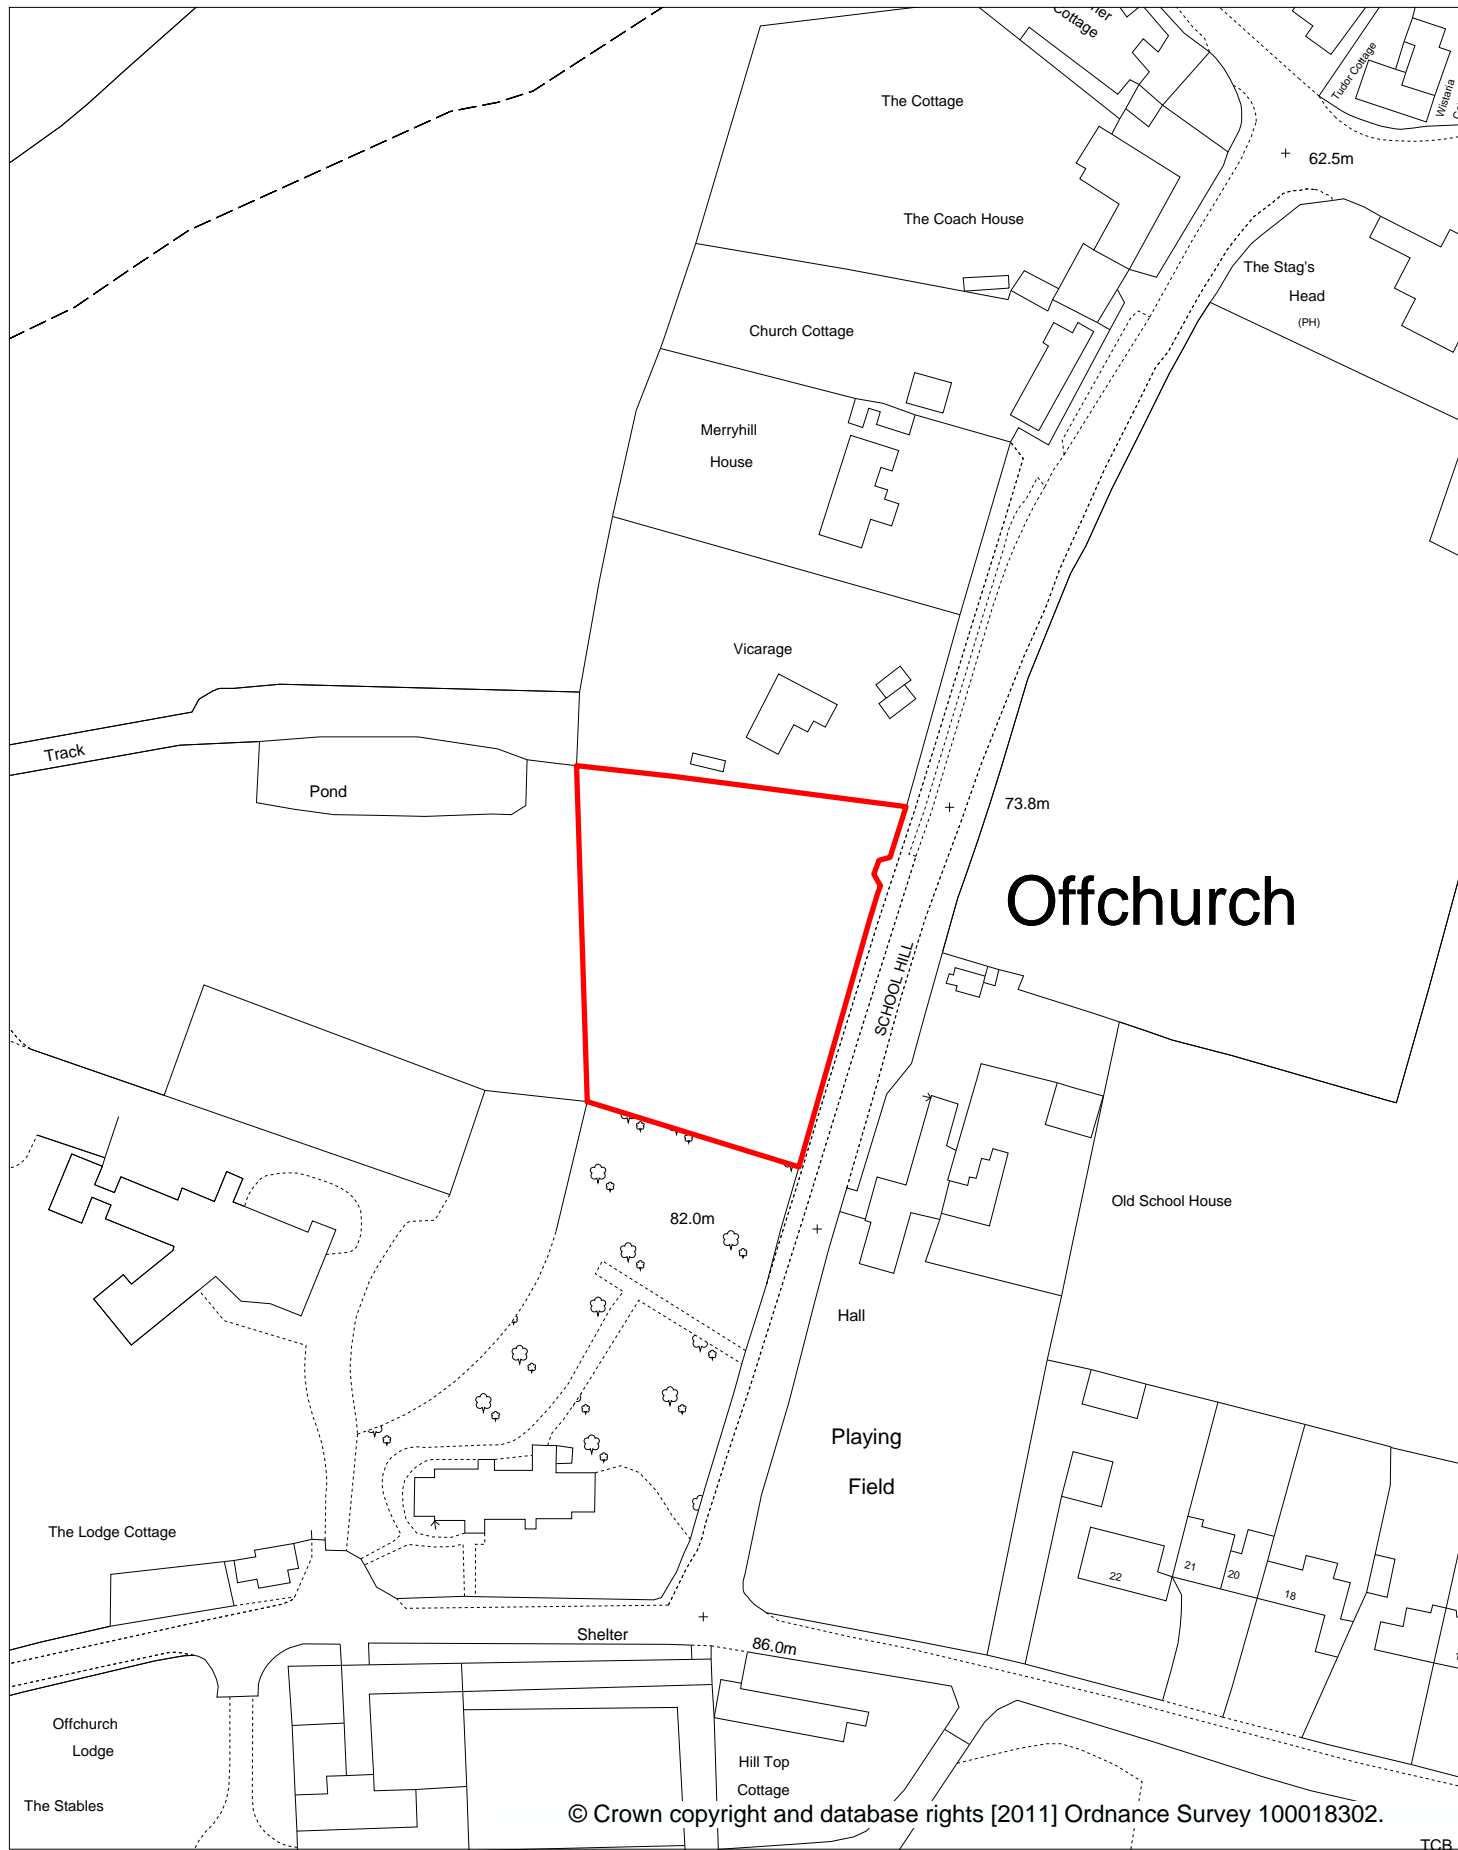 Cottage
Tudor Cottage
Wistaria
The Cottage
62.5m
The Coach House
The Stag's
Head
(PH)
Church Cottage
Merryhill
House
Vicarage
Track
Pond
73.8m
Offchurch
SCHOOL HILL
Old School House
82.0m
Hall
Playing
Field
The Lodge Cottage
22
21
20
18
Shelter
86.0m
Offchurch
Lodge
Hill Top
Cottage
The Stables
© Crown copyright and database rights [2011] Ordnance Survey 100018302.
TCB